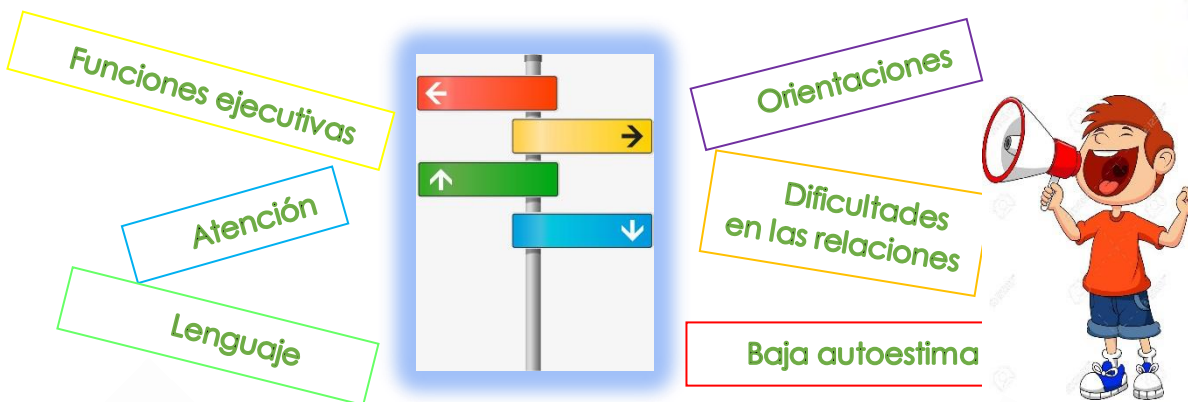 Funciones ejecutivas
Atención
Lenguaje
Orientaciones
Dificultades
en las relaciones
Baja autoestima